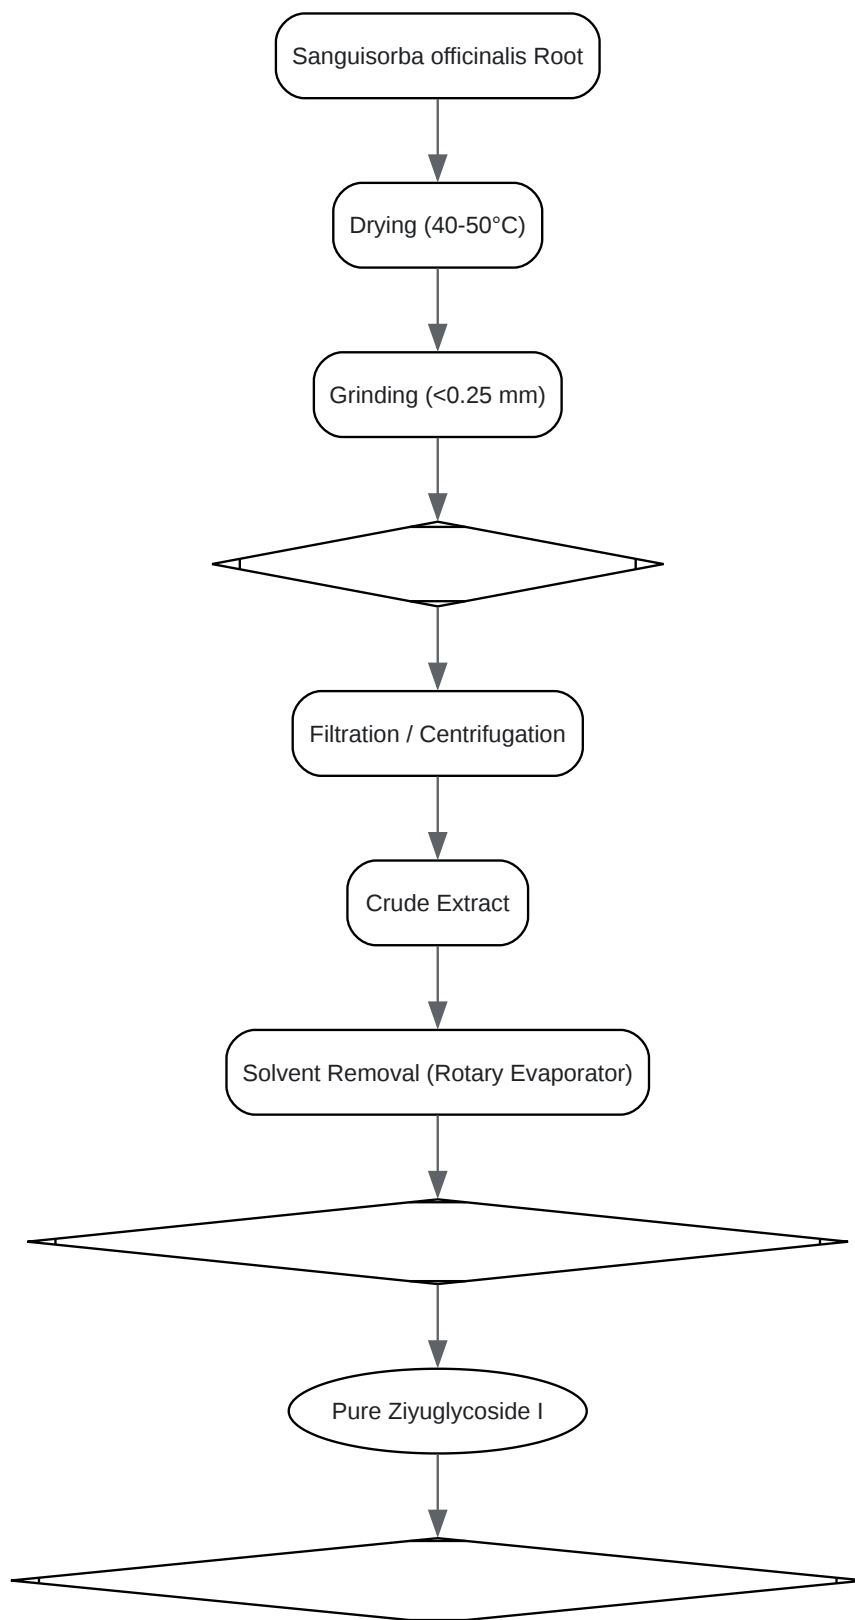 Sanguisorba officinalis Root
Drying (40-50°C)
Grinding (<0.25 mm)
Filtration / Centrifugation
Crude Extract
Solvent Removal (Rotary Evaporator)
Pure Ziyuglycoside I